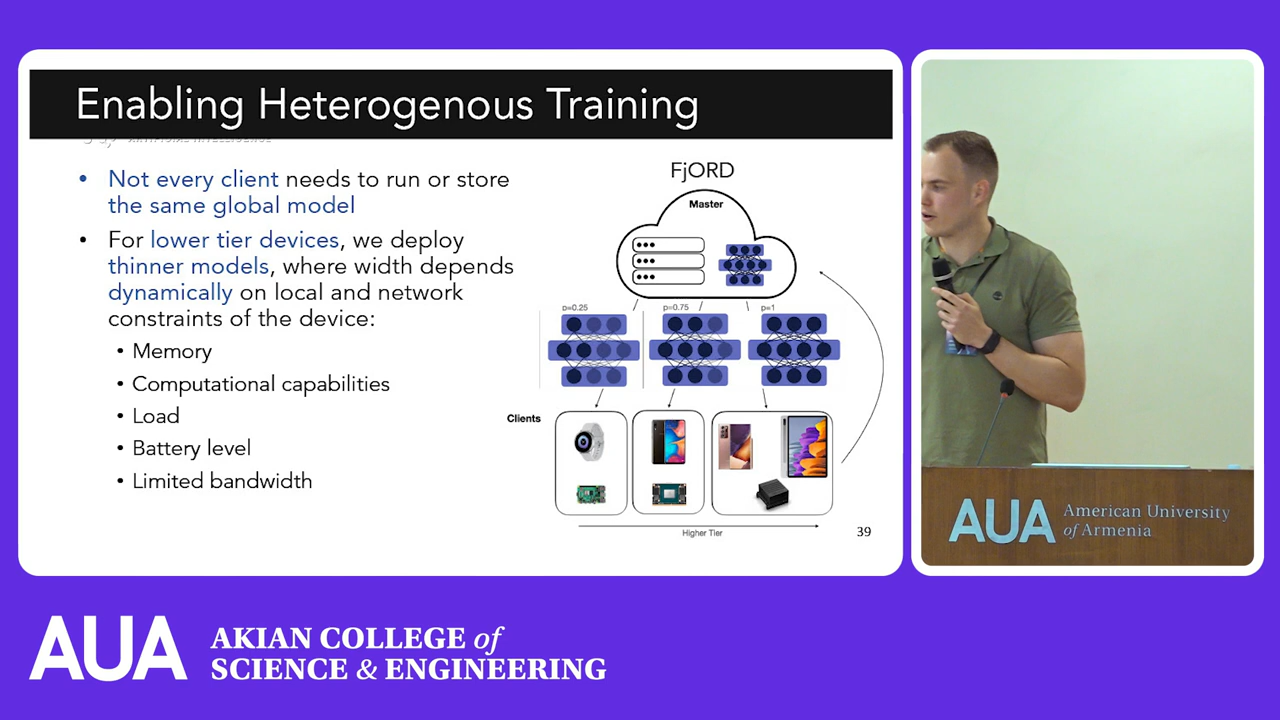 Enabling Heterogenous Training
• Not every client needs to run or store
the same global model
• For lower tier devices, we deploy
thinner models, where width depends
dynamically on local and network
constraints of the device:
• Memory
• Computational capabilities
• Load
• Battery level
• Limited bandwidth
FjORD
Master
p=0.25
p=0.75
p=1
Clients
Higher Tier
39
AUA American University
of Armenia
AUA AKIAN COLLEGE of
SCIENCE & ENGINEERING